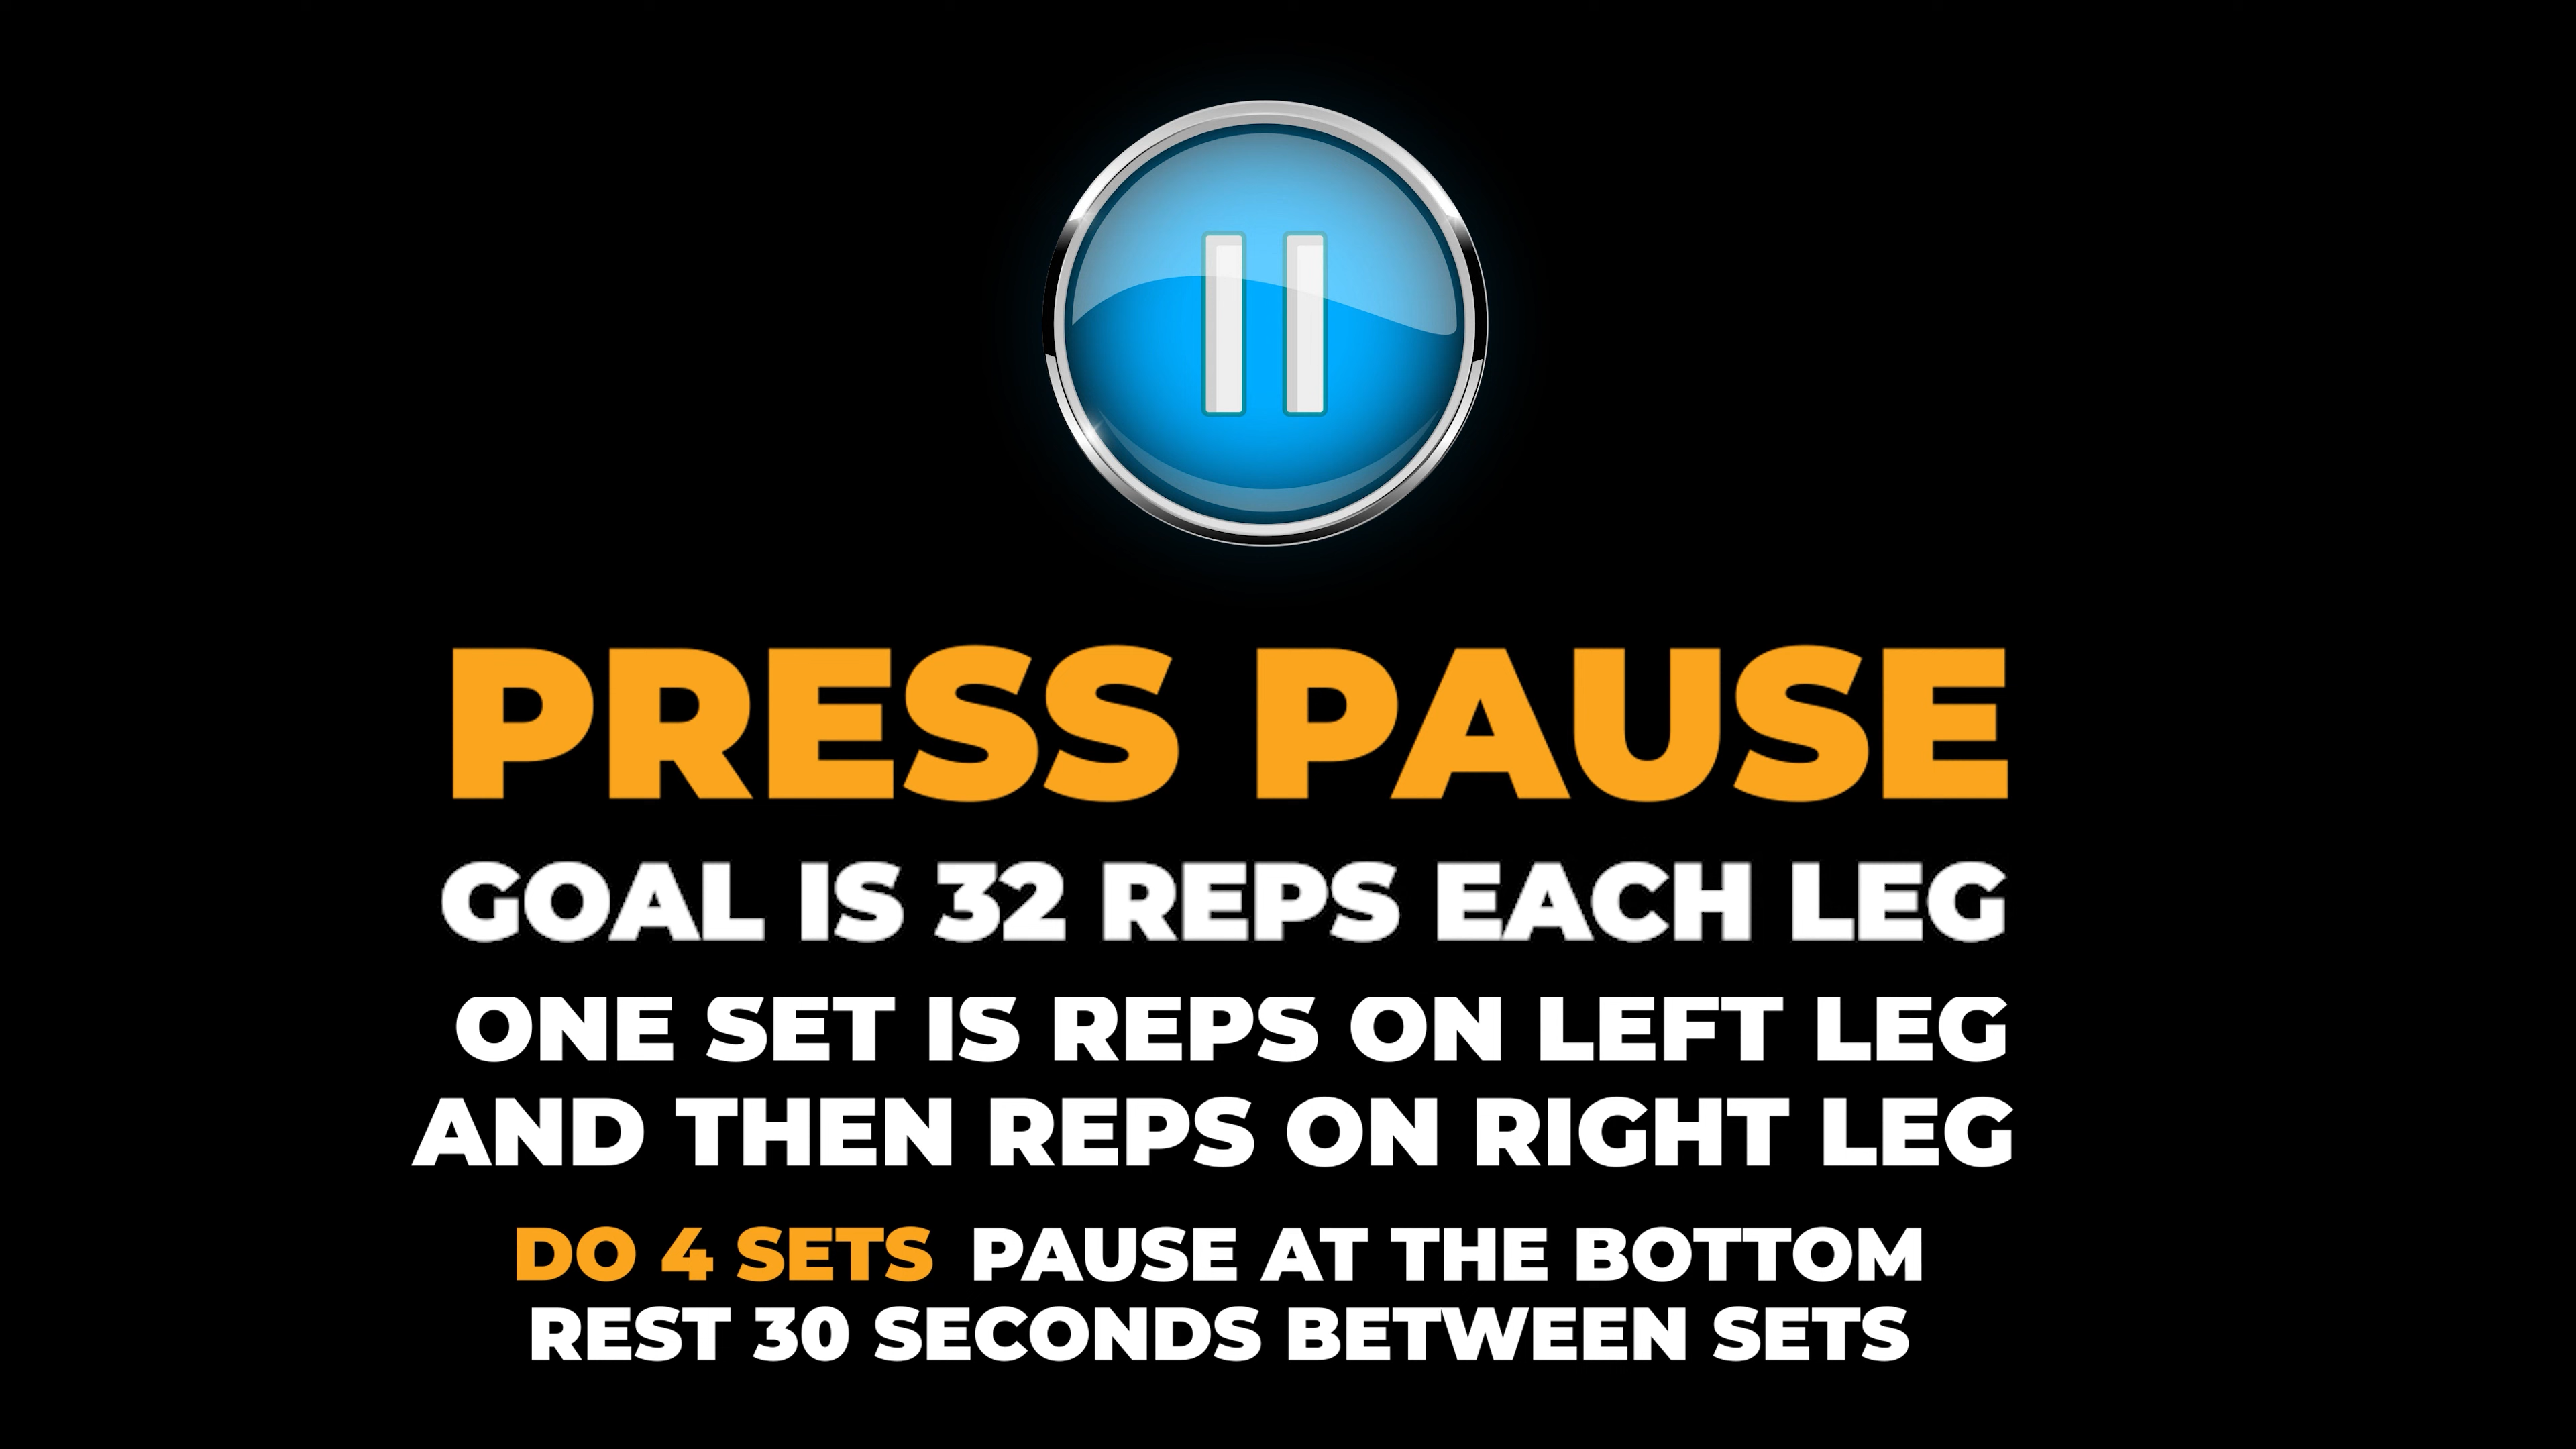 PRESS PAUSE
GOAL IS 32 REPS EACH LEG
ONE SET IS REPS ON LEFT LEG
AND THEN REPS ON RIGHT LEG
DO 4 SETS PAUSE AT THE BOTTOM
REST 30 SECONDS BETWEEN SETS